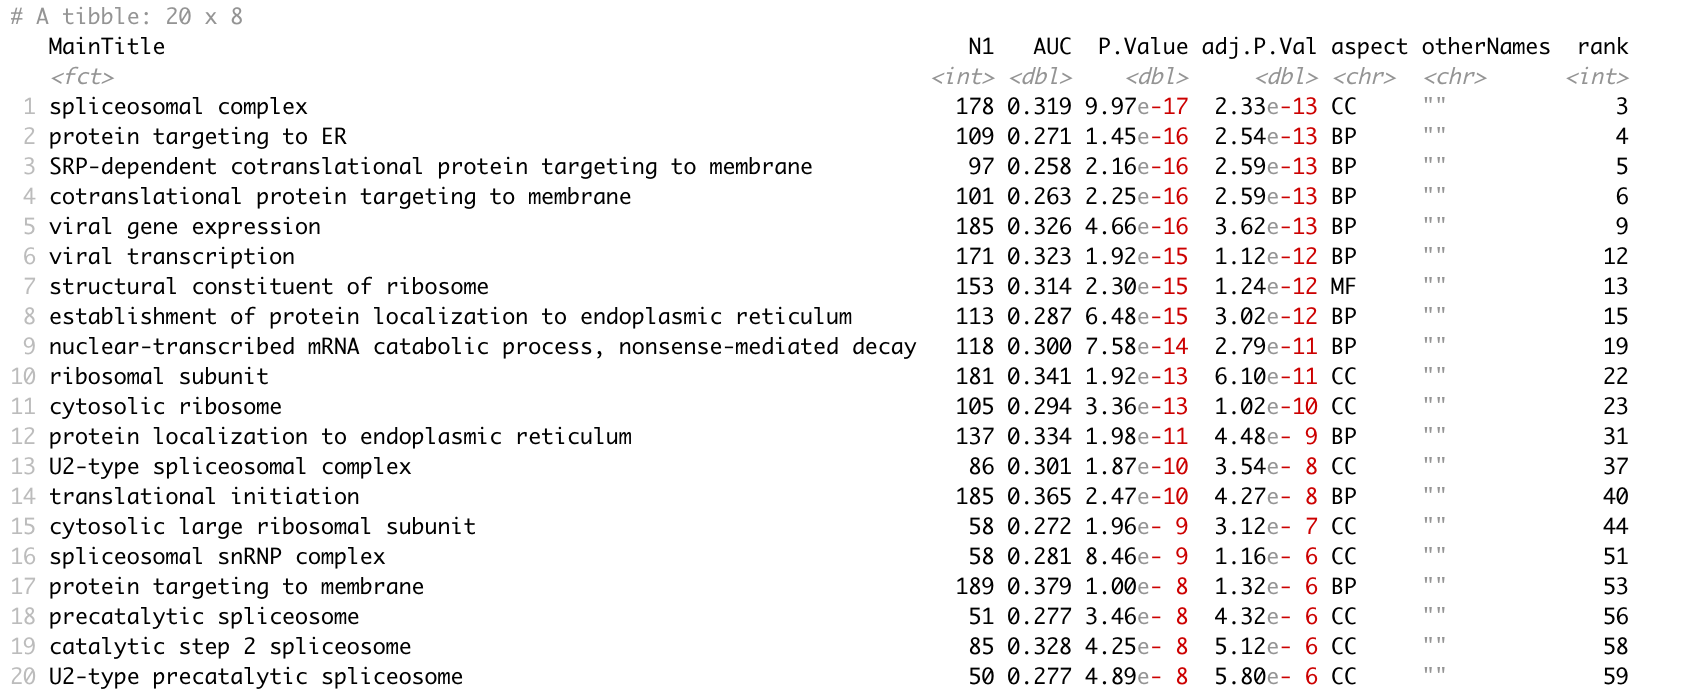 # A tibble: 20 x 8
MainTitle N1 AUC P.Value adj.P.Val aspect otherNames rank
<fct> <int> <dbl> <dbl> <dbl> <chr> <chr> <int>
1 spliceosomal complex 178 0.319 9.97e-17 2.33e-13 CC "" 3
2 protein targeting to ER 109 0.271 1.45e-16 2.54e-13 BP "" 4
3 SRP-dependent cotranslational protein targeting to membrane 97 0.258 2.16e-16 2.59e-13 BP "" 5
4 cotranslational protein targeting to membrane 101 0.263 2.25e-16 2.59e-13 BP "" 6
5 viral gene expression 185 0.326 4.66e-16 3.62e-13 BP "" 9
6 viral transcription 171 0.323 1.92e-15 1.12e-12 BP "" 12
7 structural constituent of ribosome 153 0.314 2.30e-15 1.24e-12 MF "" 13
8 establishment of protein localization to endoplasmic reticulum 113 0.287 6.48e-15 3.02e-12 BP "" 15
9 nuclear-transcribed mRNA catabolic process, nonsense-mediated decay 118 0.300 7.58e-14 2.79e-11 BP "" 19
10 ribosomal subunit 181 0.341 1.92e-13 6.10e-11 CC "" 22
11 cytosolic ribosome 105 0.294 3.36e-13 1.02e-10 CC "" 23
12 protein localization to endoplasmic reticulum 137 0.334 1.98e-11 4.48e- 9 BP "" 31
13 U2-type spliceosomal complex 86 0.301 1.87e-10 3.54e- 8 CC "" 37
14 translational initiation 185 0.365 2.47e-10 4.27e- 8 BP "" 40
15 cytosolic large ribosomal subunit 58 0.272 1.96e- 9 3.12e- 7 CC "" 44
16 spliceosomal snRNP complex 58 0.281 8.46e- 9 1.16e- 6 CC "" 51
17 protein targeting to membrane 189 0.379 1.00e- 8 1.32e- 6 BP "" 53
18 precatalytic spliceosome 51 0.277 3.46e- 8 4.32e- 6 CC "" 56
19 catalytic step 2 spliceosome 85 0.328 4.25e- 8 5.12e- 6 CC "" 58
20 U2-type precatalytic spliceosome 50 0.277 4.89e- 8 5.80e- 6 CC "" 59